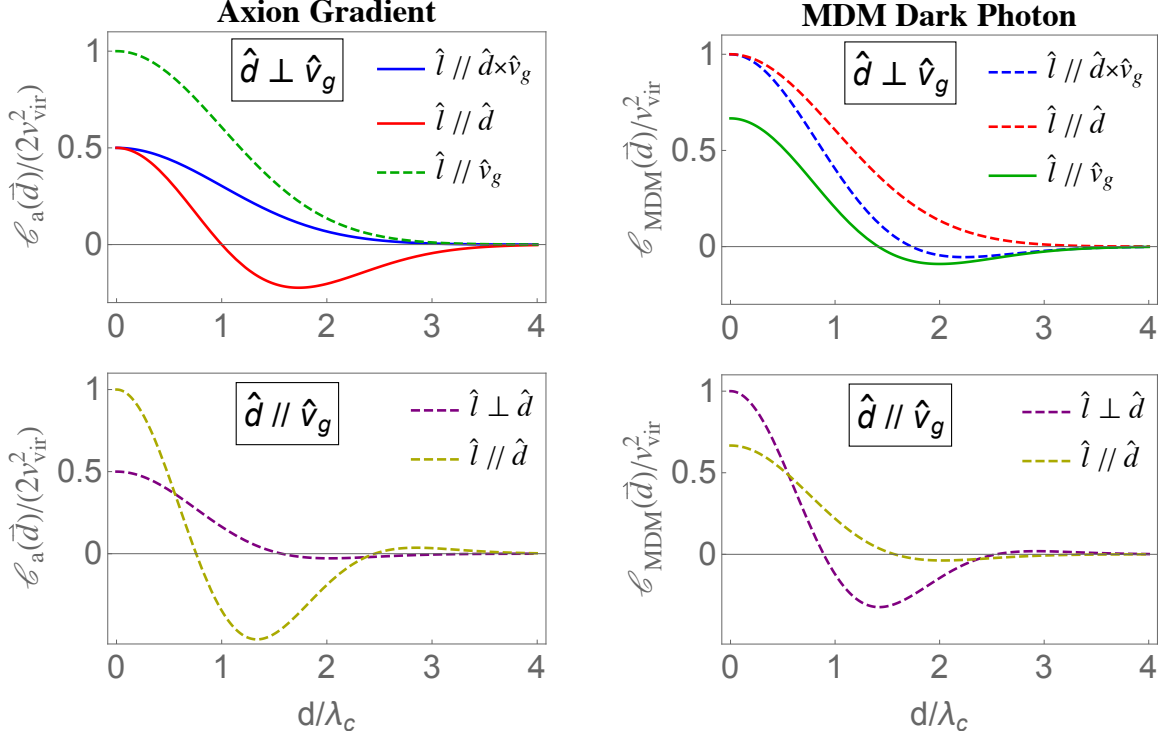 Axion Gradient
𝒞a(d⃗)/(2v²vir)
1
0.5
0
d̂ ⊥ v̂g
l̂ // d̂×v̂g
l̂ // d̂
l̂ // v̂g
0 1 2 3 4
MDM Dark Photon
𝒞MDM(d⃗)/v²vir
1
0.5
0
d̂ ⊥ v̂g
l̂ // d̂×v̂g
l̂ // d̂
l̂ // v̂g
0 1 2 3 4
𝒞a(d⃗)/(2v²vir)
1
0.5
0
d̂ // v̂g
l̂ ⊥ d̂
l̂ // d̂
0 1 2 3 4
d/λc
𝒞MDM(d⃗)/v²vir
1
0.5
0
d̂ // v̂g
l̂ ⊥ d̂
l̂ // d̂
0 1 2 3 4
d/λc